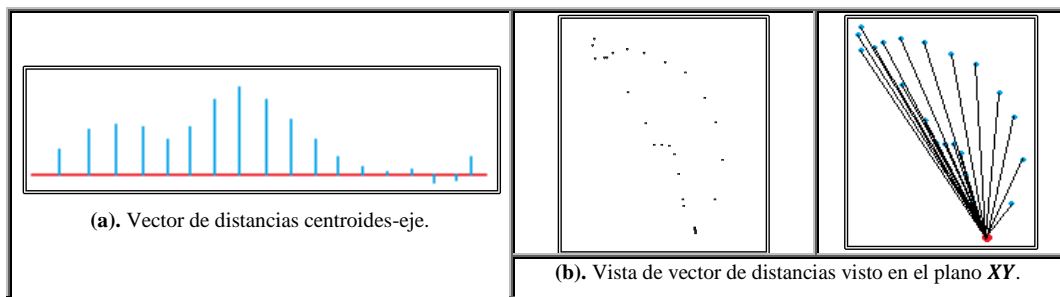 (a). Vector de distancias centroides-eje.
(b). Vista de vector de distancias visto en el plano XY.